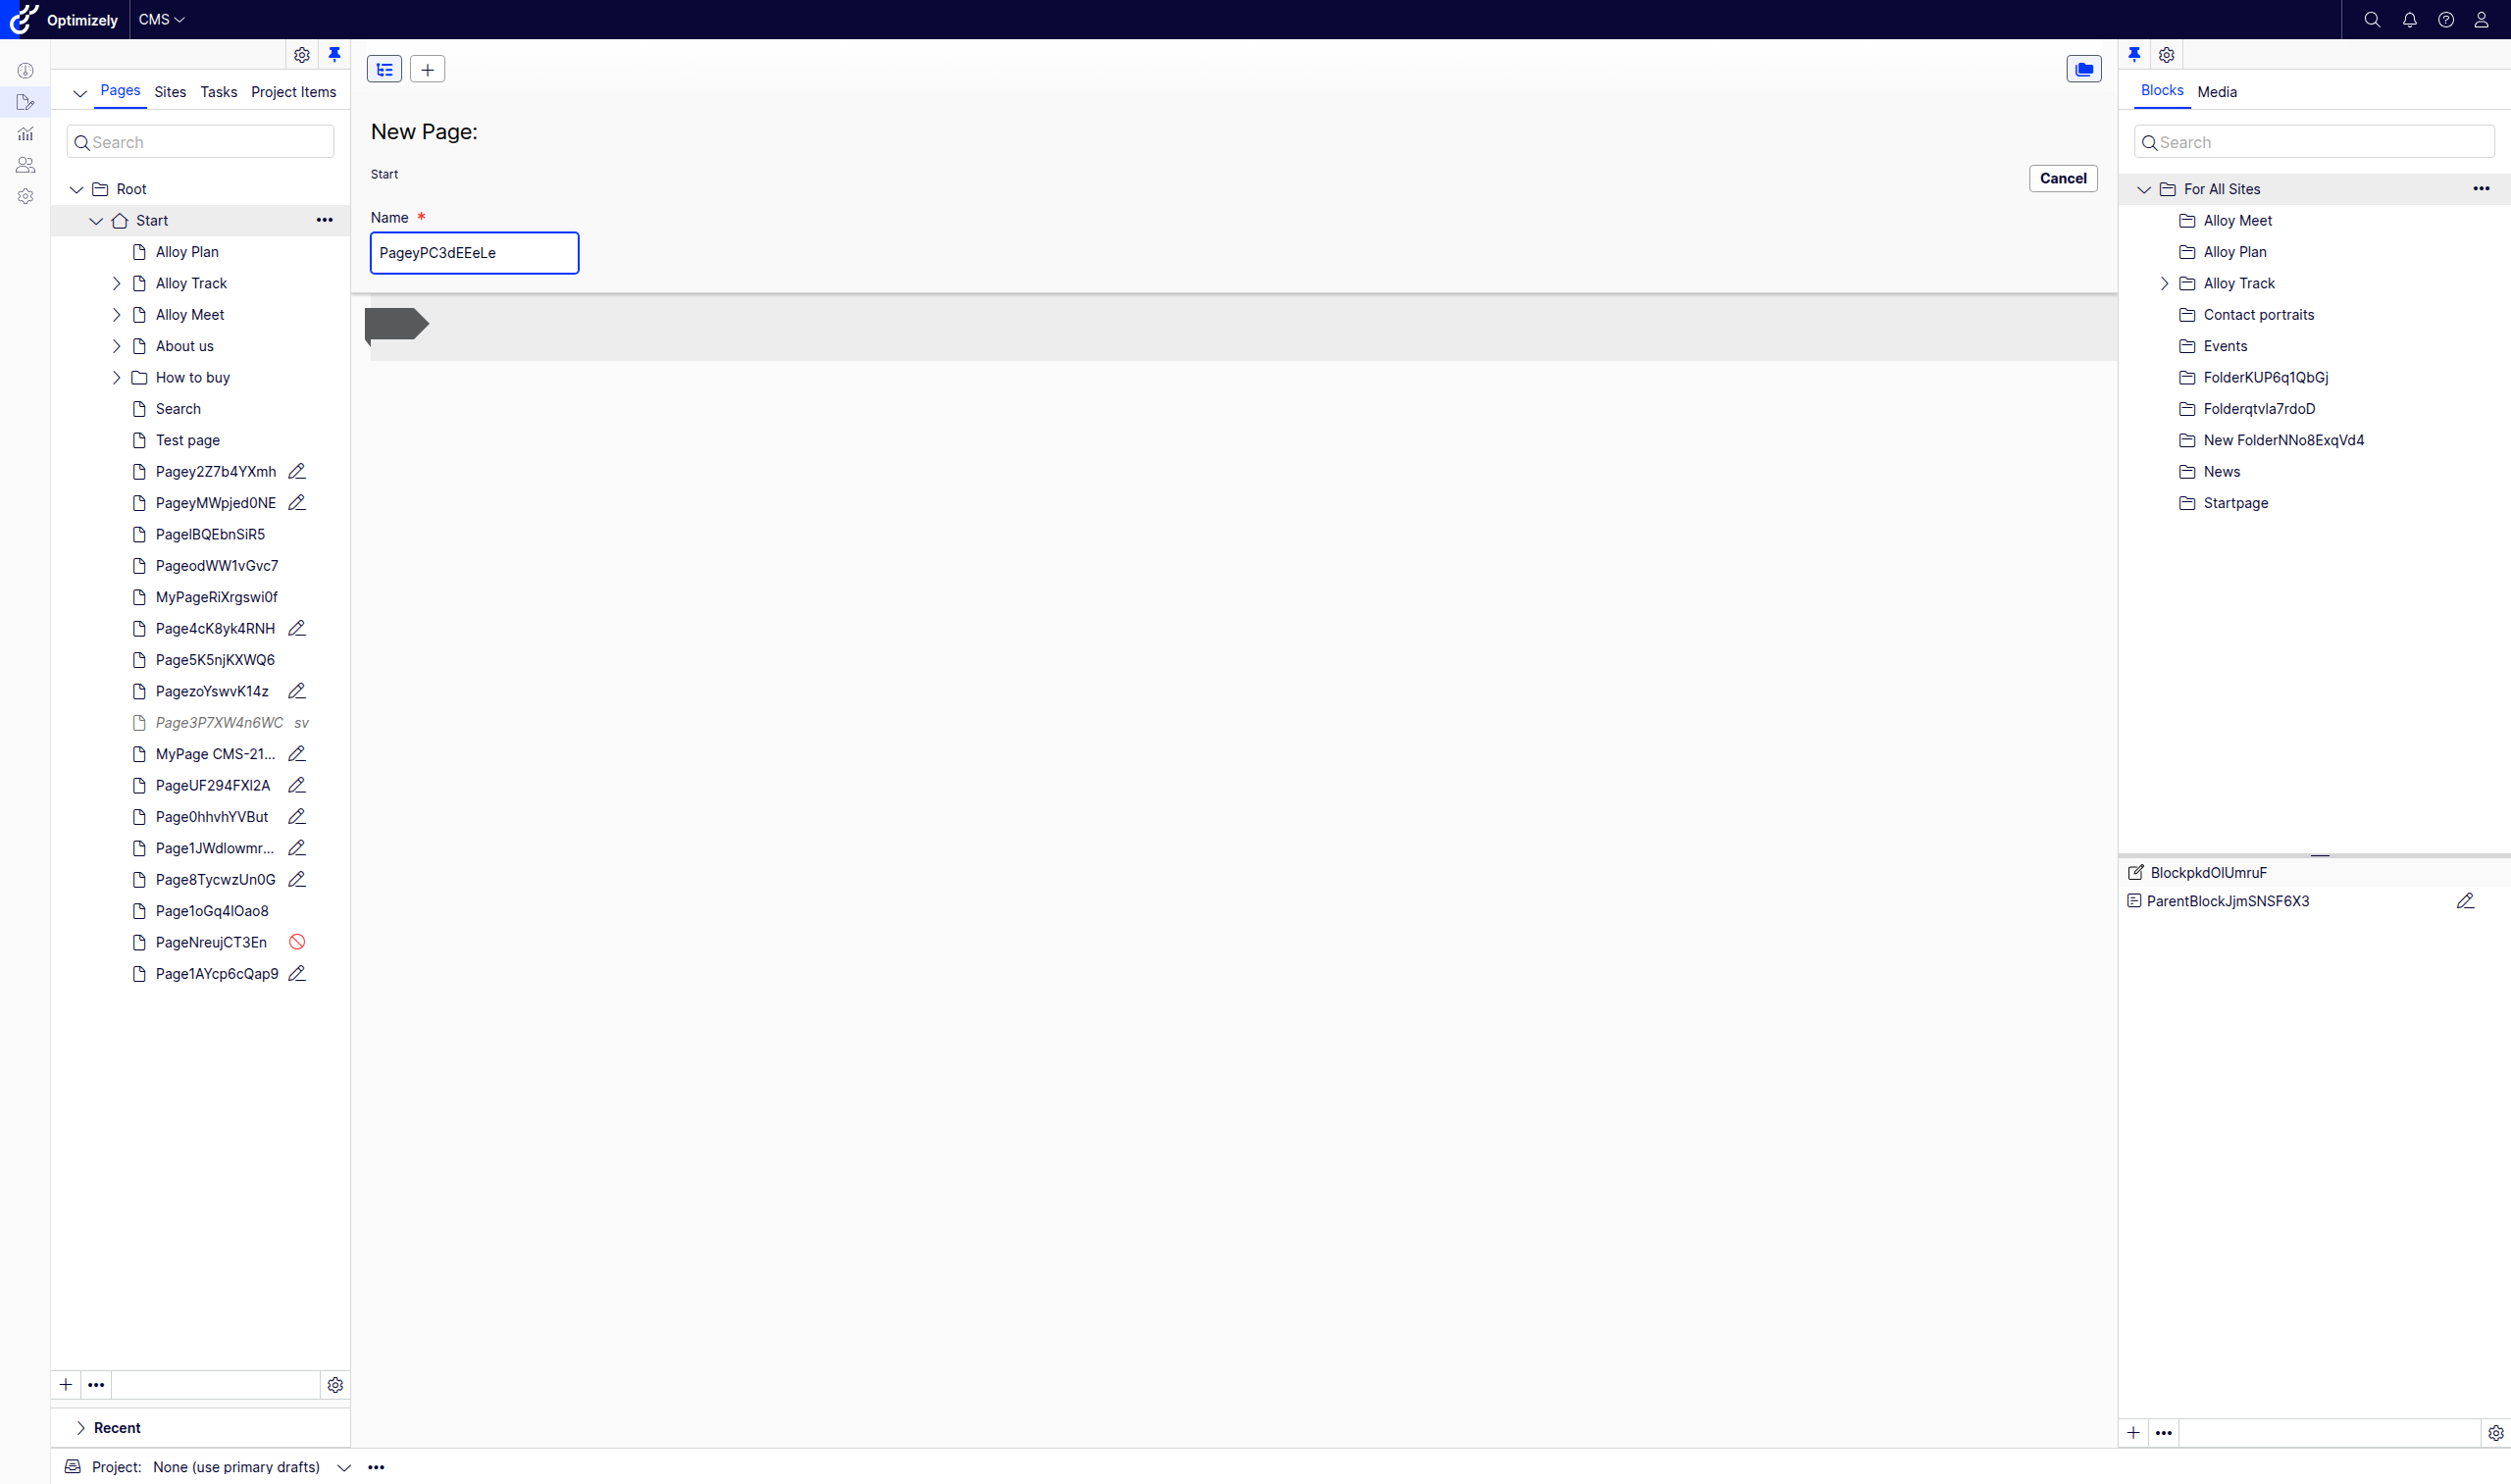 Optimizely CMS
Pages Sites Tasks Project Items
Search
Root
Start
Alloy Plan
Alloy Track
Alloy Meet
About us
How to buy
Search
Test page
Pagey2Z7b4YXmh
PageyMWpjed0NE
PageIBQEbnSiR5
PageodWW1vGvc7
MyPageRiXrgswi0f
Page4cK8yk4RNH
Page5K5njKXWQ6
PagezoYswvK14z
Page3P7XW4n6WC sv
MyPage CMS-21...
PageUF294FXI2A
Page0hhvhYVBut
Page1JWdlowmr...
Page8TycwzUn0G
Page1oGq4lOao8
PageNreujCT3En
Page1AYcp6cQap9
Recent
Project: None (use primary drafts)
New Page:
Start
Cancel
Name *
PageyPC3dEEeLe
Blocks Media
Search
For All Sites
Alloy Meet
Alloy Plan
Alloy Track
Contact portraits
Events
FolderKUP6q1QbGj
Folderqtvla7rdoD
New FolderNNo8ExqVd4
News
Startpage
BlockpkdOlUmruF
ParentBlockJjmSNSF6X3